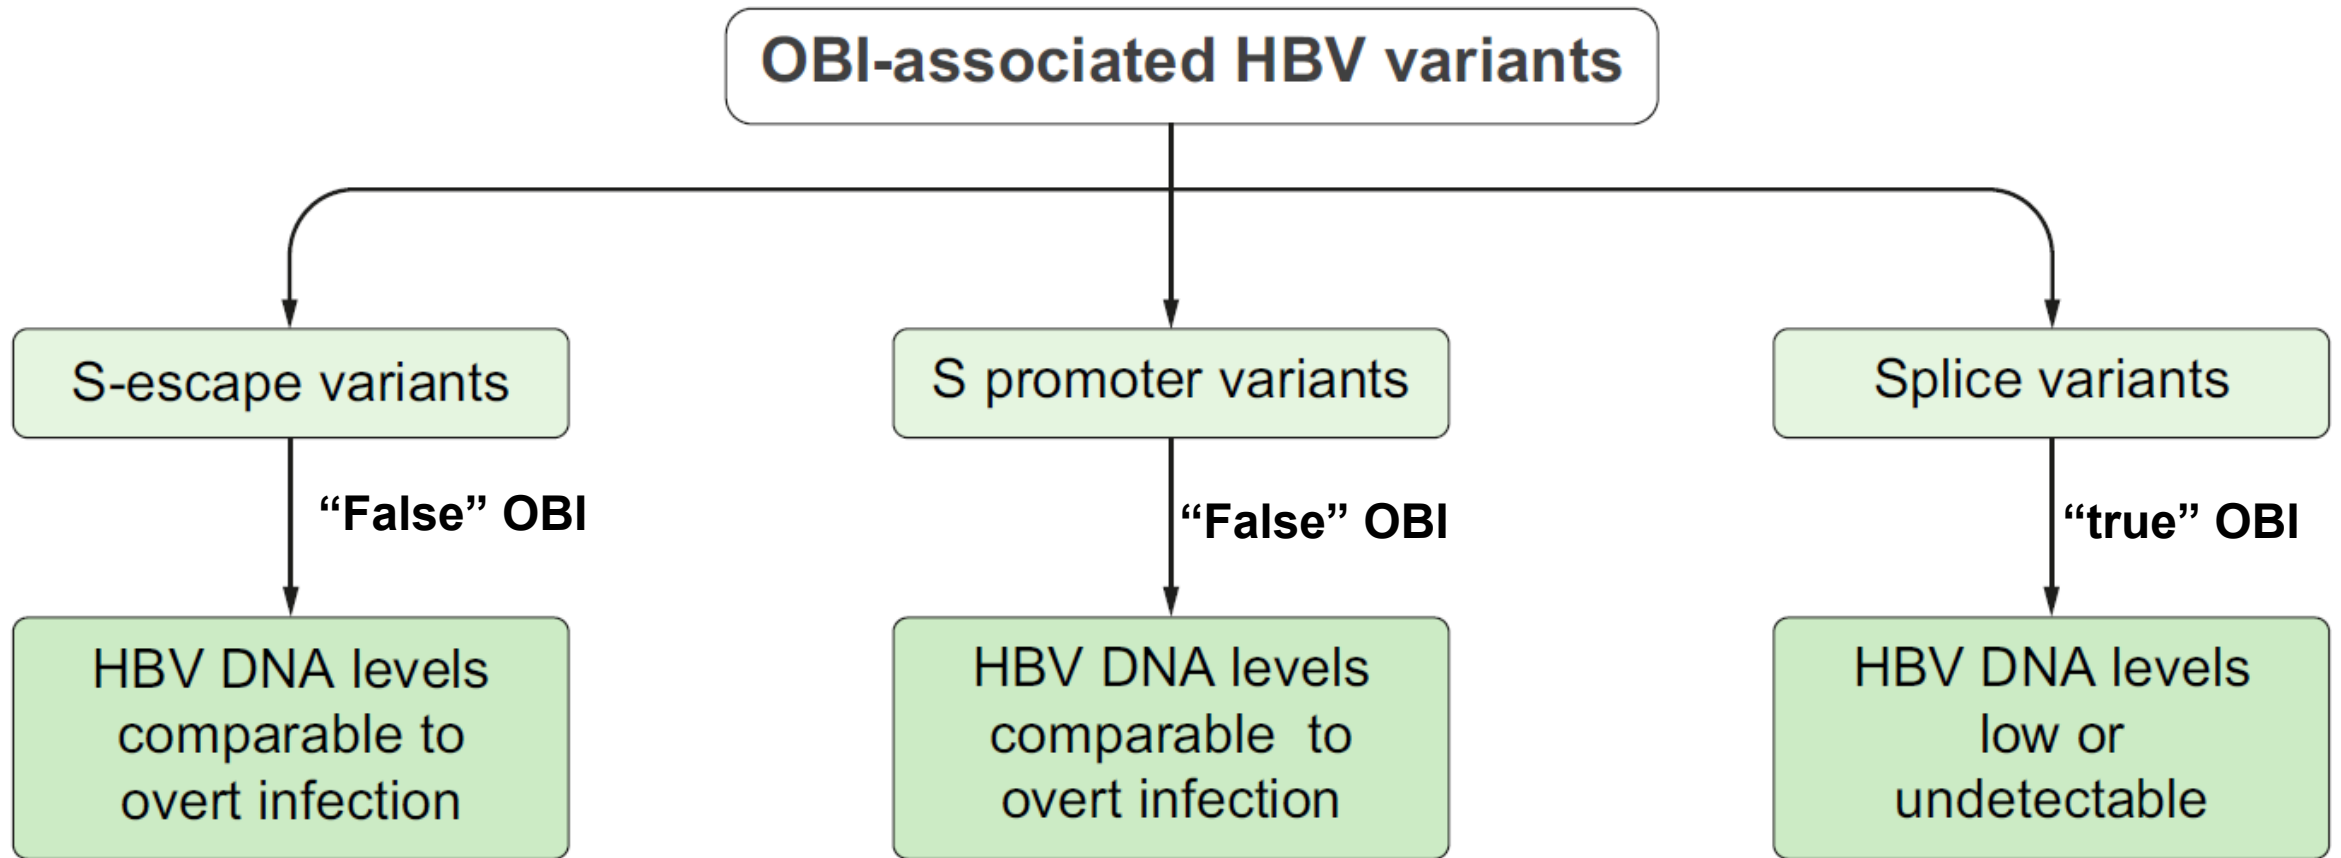 OBI-associated HBV variants
S-escape variants
S promoter variants
Splice variants
“False” OBI
“False” OBI
“true” OBI
HBV DNA levels
comparable to
overt infection
HBV DNA levels
comparable  to
overt infection
HBV DNA levels
low or
undetectable